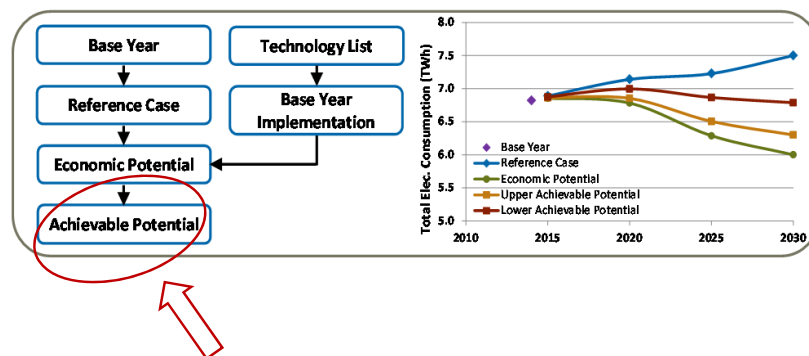 Base Year
Technology List
Reference Case
Base Year
Implementation
Economic Potential
Achievable Potential
Total Elec. Consumption (TWh)
8.0
7.5
7.0
6.5
6.0
5.5
5.0
Base Year
Reference Case
Economic Potential
Upper Achievable Potential
Lower Achievable Potential
2010
2015
2020
2025
2030